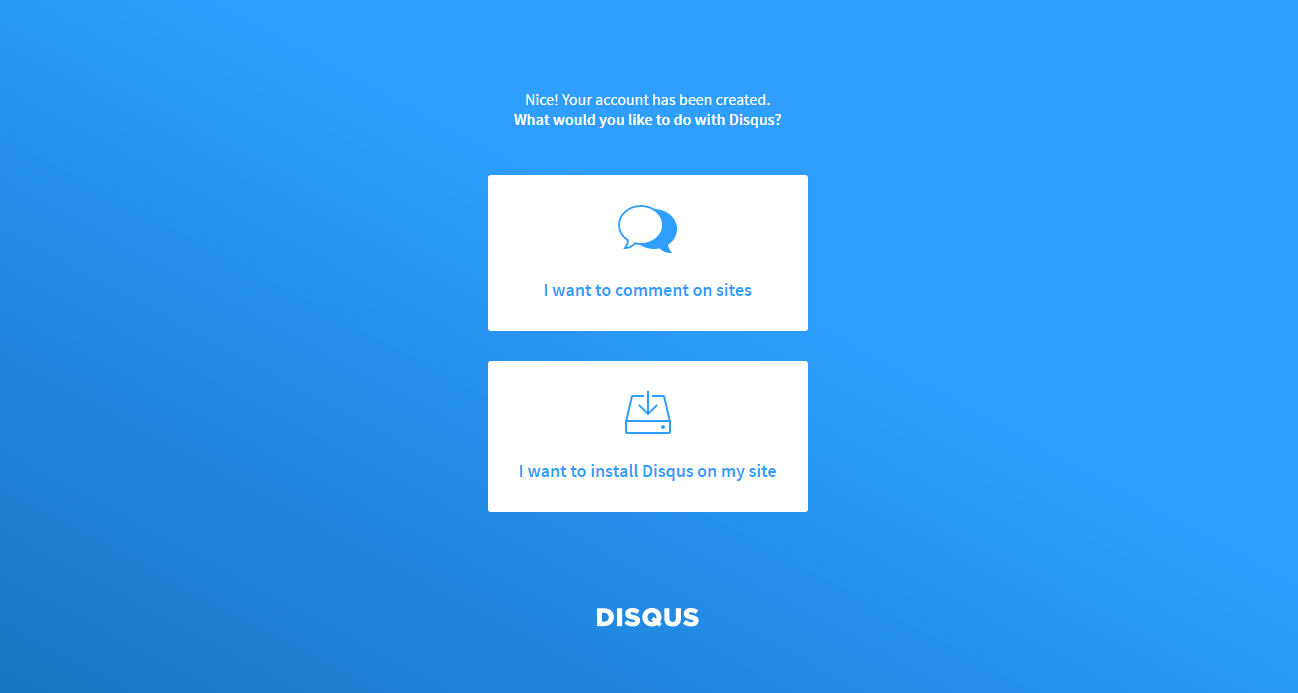 Nice! Your account has been created.
What would you like to do with Disqus?
I want to comment on sites
I want to install Disqus on my site
DISQUS